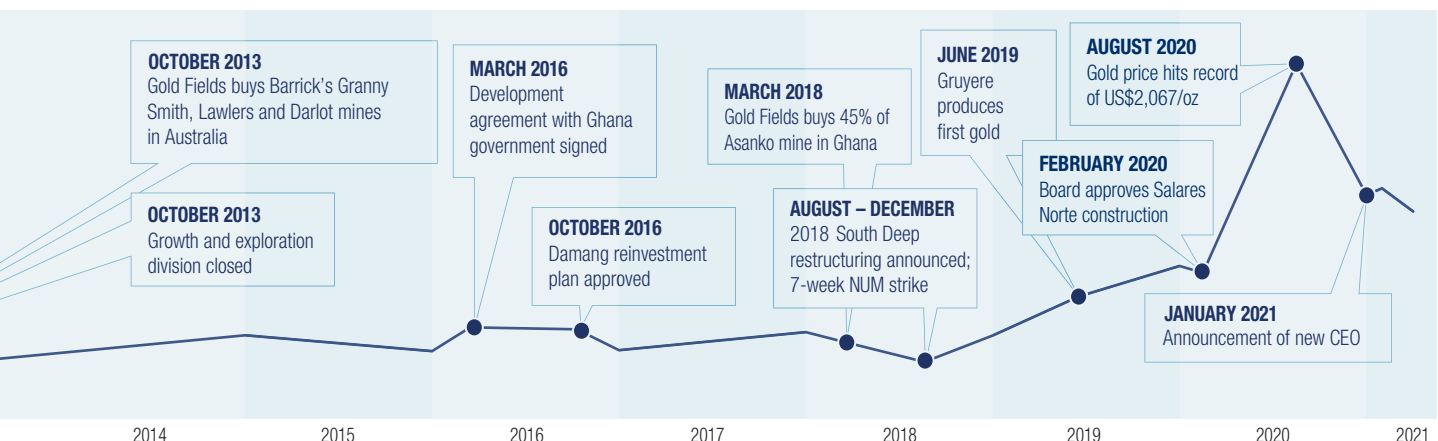 OCTOBER 2013
Gold Fields buys Barrick's Granny
Smith, Lawlers and Darlot mines
in Australia
OCTOBER 2013
Growth and exploration
division closed
MARCH 2016
Development
agreement with Ghana
government signed
OCTOBER 2016
Damang reinvestment
plan approved
MARCH 2018
Gold Fields buys 45% of
Asanko mine in Ghana
AUGUST – DECEMBER
2018 South Deep
restructuring announced;
7-week NUM strike
JUNE 2019
Gruyere
produces
first gold
FEBRUARY 2020
Board approves Salares
Norte construction
AUGUST 2020
Gold price hits record
of US$2,067/oz
JANUARY 2021
Announcement of new CEO
2014
2015
2016
2017
2018
2019
2020
2021